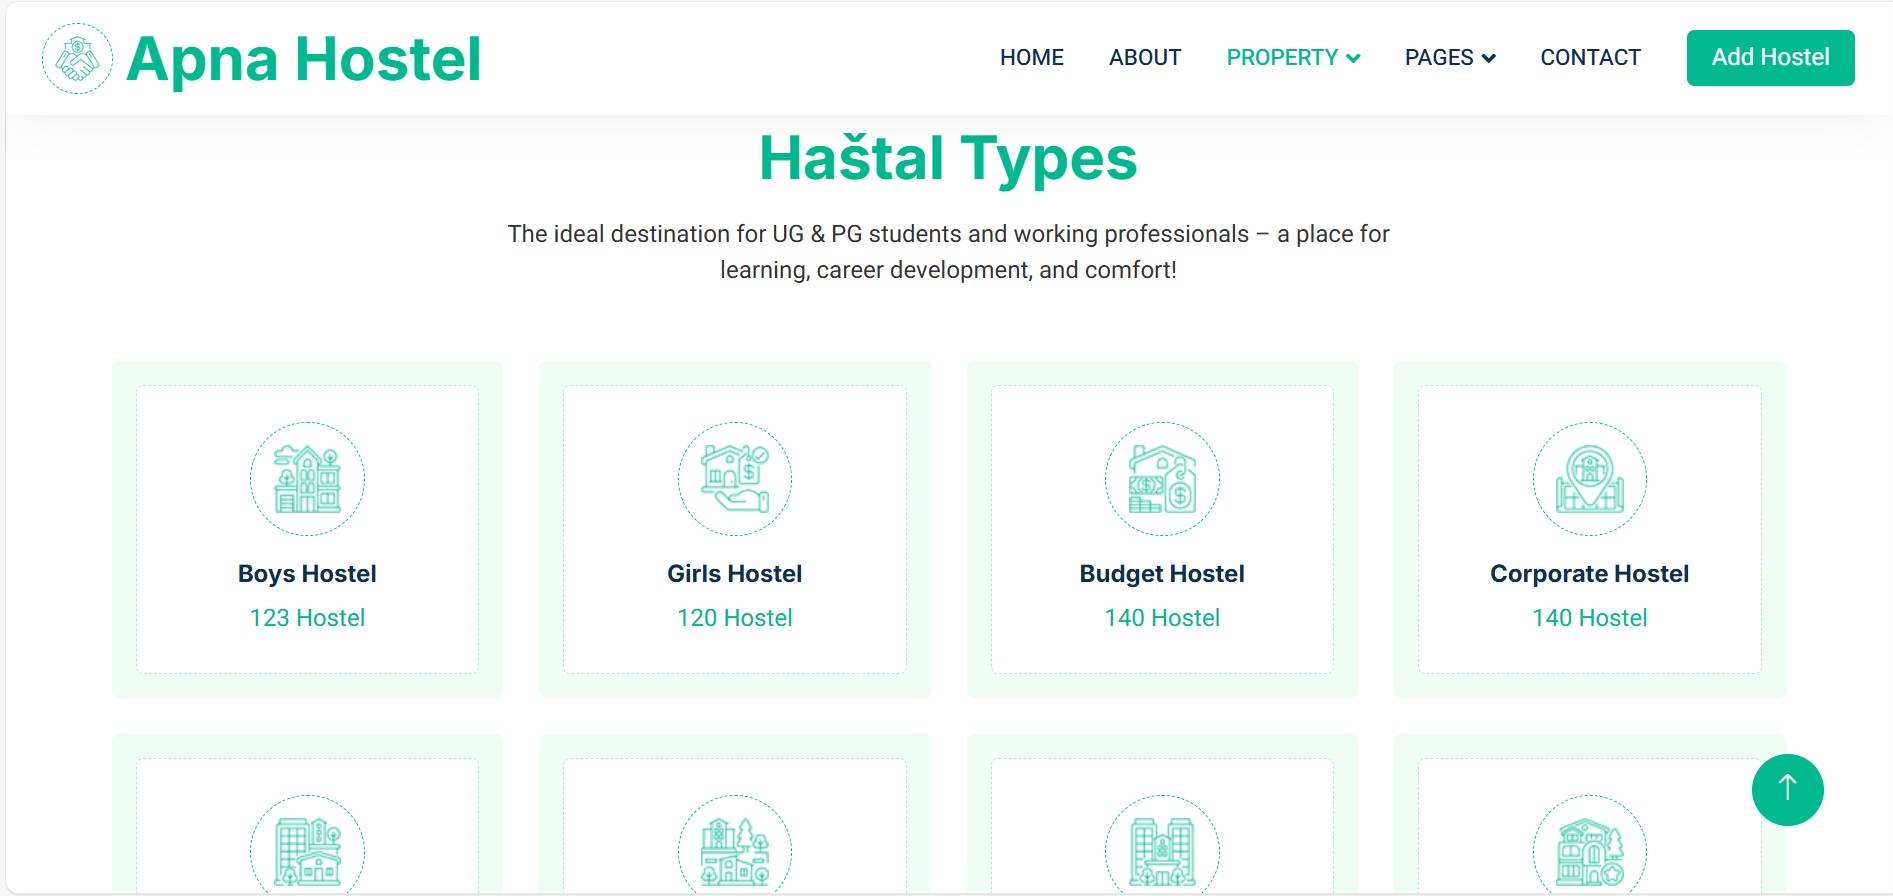 Apna Hostel
HOME ABOUT PROPERTY PAGES CONTACT Add Hostel
Haštal Types
The ideal destination for UG & PG students and working professionals – a place for
learning, career development, and comfort!
Boys Hostel
123 Hostel
Girls Hostel
120 Hostel
Budget Hostel
140 Hostel
Corporate Hostel
140 Hostel